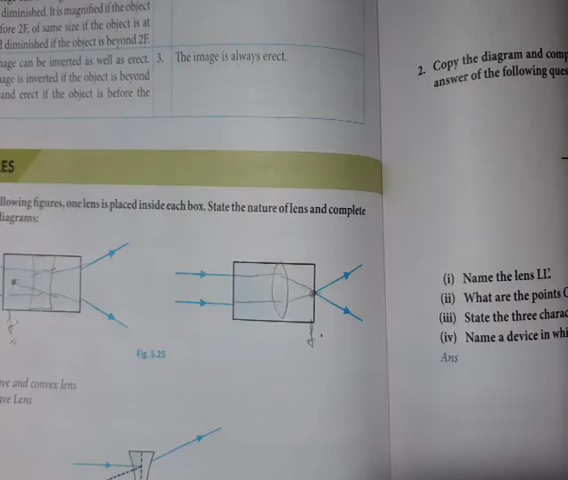 diminished. It is magnified if the object
fore 2F, of same size if the object is at
diminished if the object is beyond 2F.
mage can be inverted as well as erect.
mage is inverted if the object is beyond
and erect if the object is before the
3. The image is always erect.
ES
llowing figures, one lens is placed inside each box. State the nature of lens and complete
diagrams:
Fig. 5.25
ave and convex lens
ave Lens
2. Copy the diagram and comp
answer of the following ques
(i) Name the lens LL'.
(ii) What are the points O
(iii) State the three charac
(iv) Name a device in whi
Ans